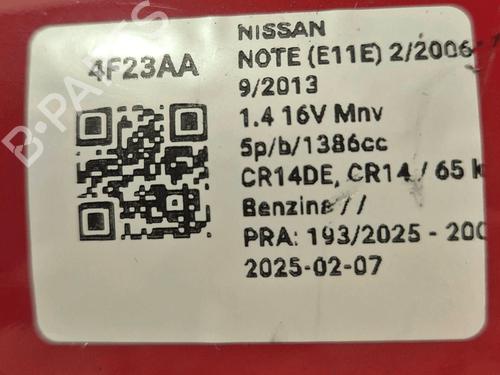 NISSAN
4F23AA
NOTE (E11E) 2/2006-
9/2013
1.4 16V Mnv
5p/b/1386cc
CR14DE, CR14 / 65
Benzina / /
PRA: 193/2025 - 200
2025-02-07